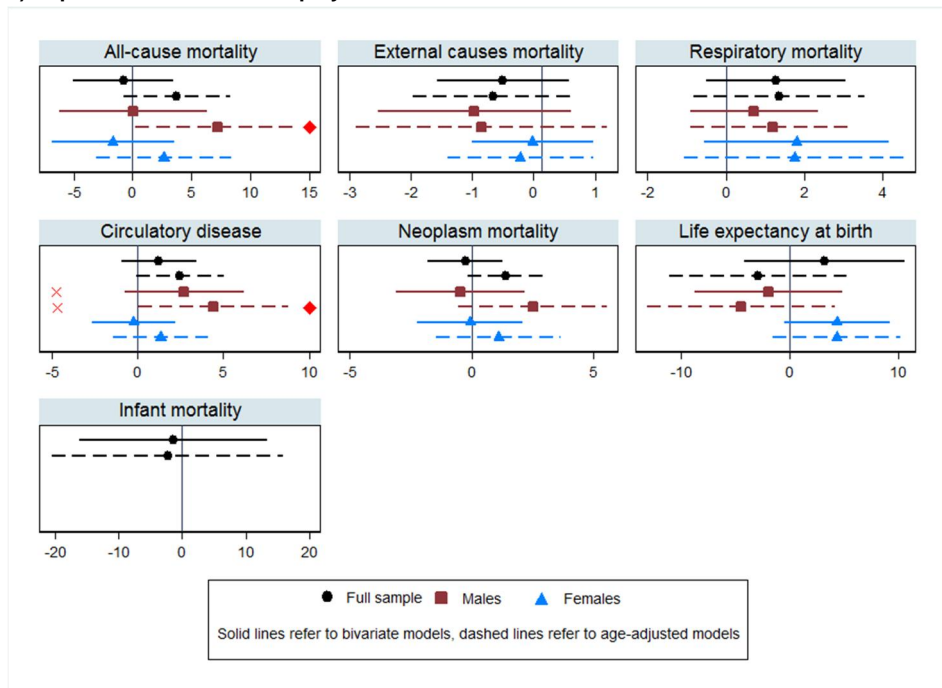 All-cause mortality
-5 0 5 10 15
External causes mortality
-3 -2 -1 0 1
Respiratory mortality
-2 0 2 4
Circulatory disease
-5 0 5 10
Neoplasm mortality
-5 0 5
Life expectancy at birth
-10 0 10
Infant mortality
-20 -10 0 10 20
Full sample Males Females
Solid lines refer to bivariate models, dashed lines refer to age-adjusted models